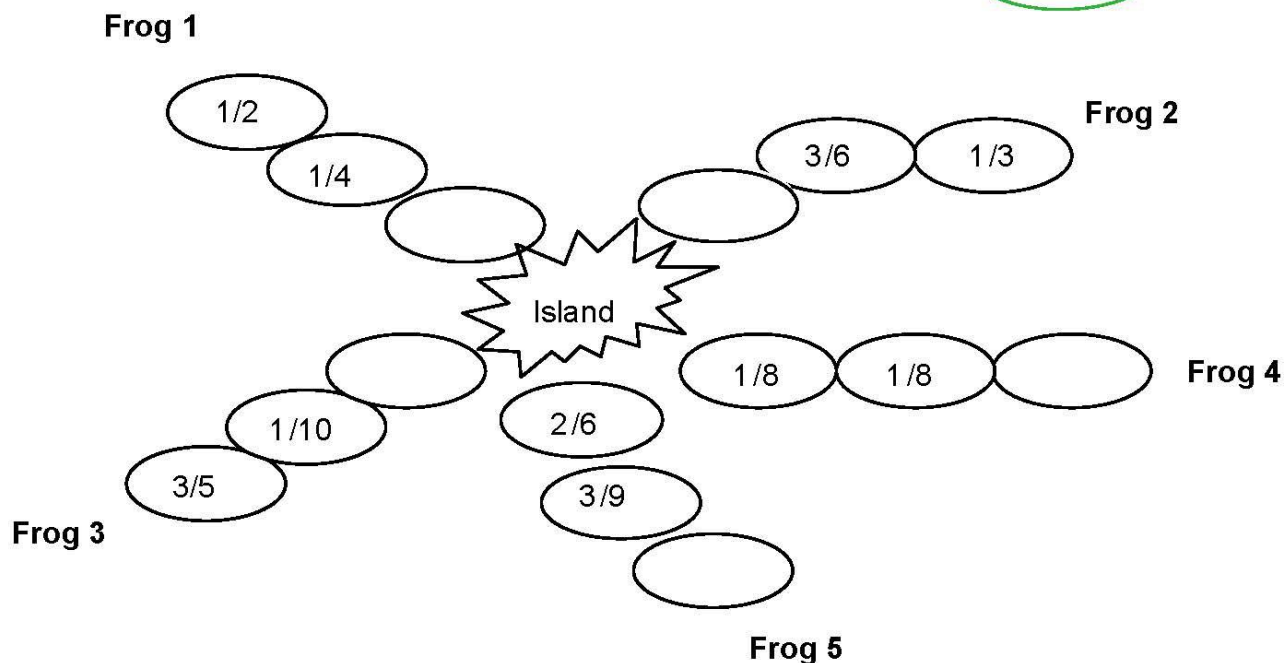 Frog 1
1/2
1/4
Frog 2
3/6
1/3
Island
1/8
1/8
Frog 4
1/10
3/5
Frog 3
2/6
3/9
Frog 5